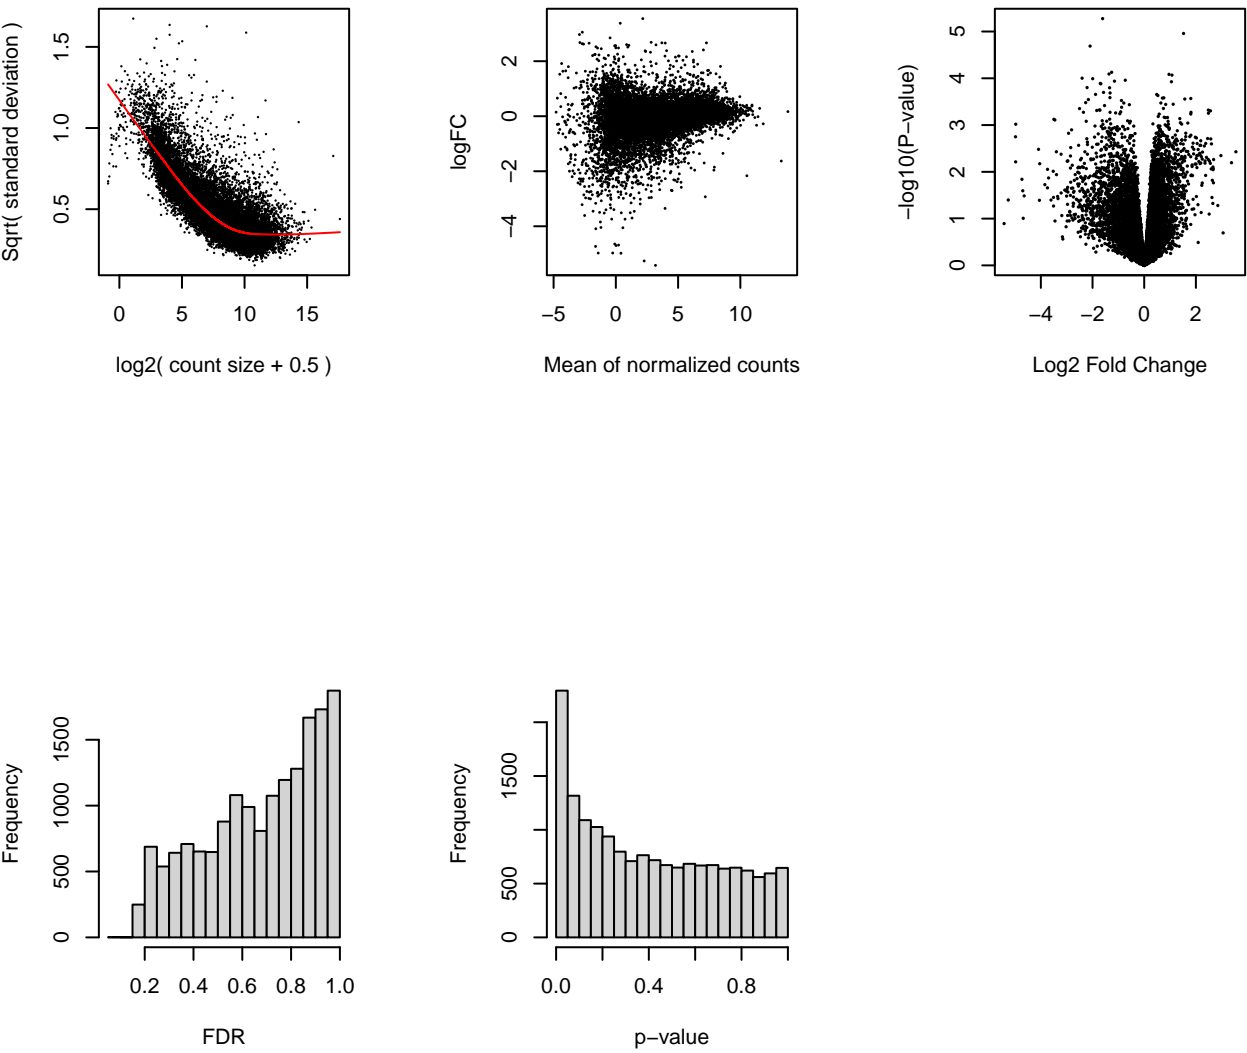 Sqrt( standard deviation )
1.5
1.0
0.5
0 5 10 15
log2( count size + 0.5 )
logFC
2
0
−2
−4
−5 0 5 10
Mean of normalized counts
−log10(P−value)
5
4
3
2
1
0
−4 −2 0 2
Log2 Fold Change
Frequency
1500
1000
500
0
0.2 0.4 0.6 0.8 1.0
FDR
Frequency
1500
500
0
0.0 0.4 0.8
p−value